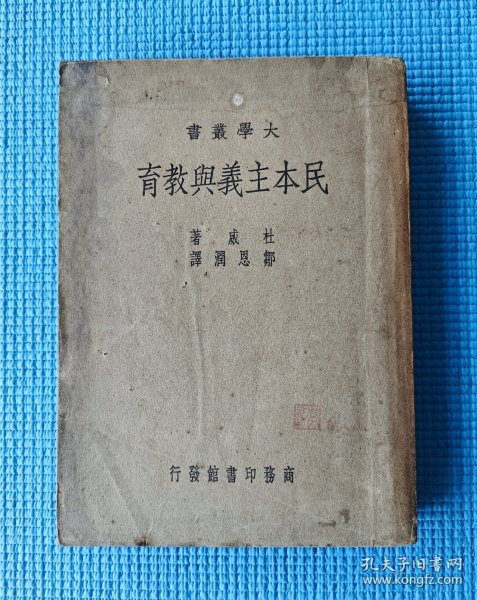 大學叢書
民本主義與教育
杜威著
鄒恩潤譯
商務印書館發行
孔夫子旧书网
www.kongfz.com